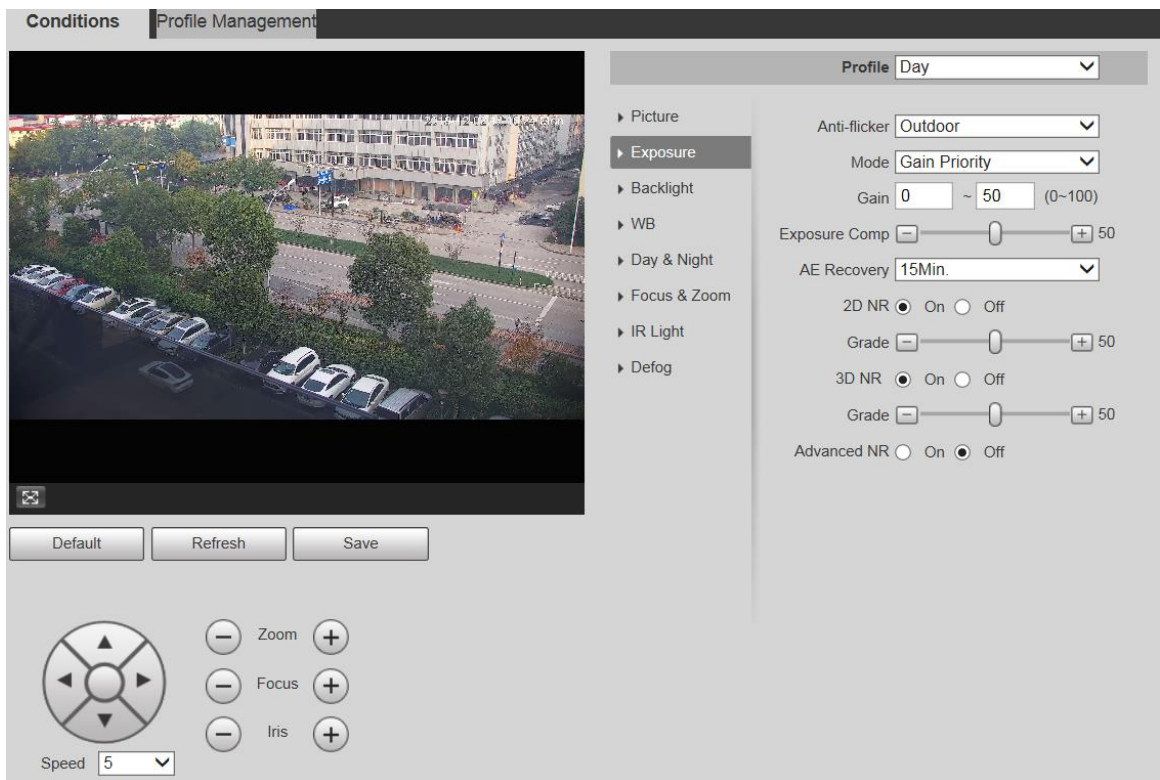 Conditions
Profile Management
Profile Day
Picture
Exposure
Backlight
WB
Day & Night
Focus & Zoom
IR Light
Defog
Anti-flicker Outdoor
Mode Gain Priority
Gain 0 ~ 50 (0~100)
Exposure Comp 50
AE Recovery 15Min.
2D NR On Off
Grade 50
3D NR On Off
Grade 50
Advanced NR On Off
Default Refresh Save
Zoom
Focus
Iris
Speed 5